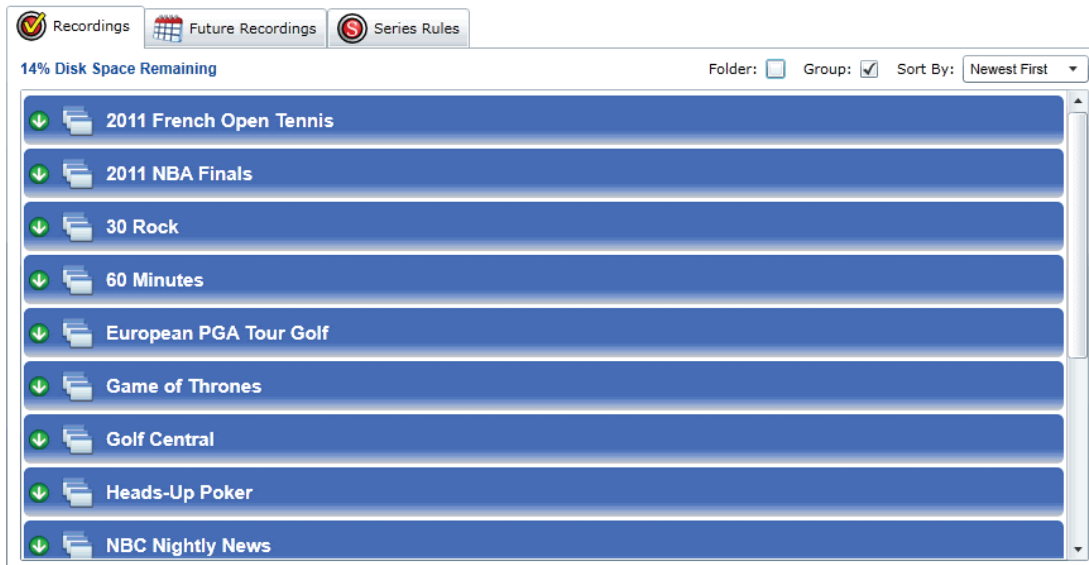 Recordings Future Recordings Series Rules
14% Disk Space Remaining Folder: Group: Sort By: Newest First
2011 French Open Tennis
2011 NBA Finals
30 Rock
60 Minutes
European PGA Tour Golf
Game of Thrones
Golf Central
Heads-Up Poker
NBC Nightly News